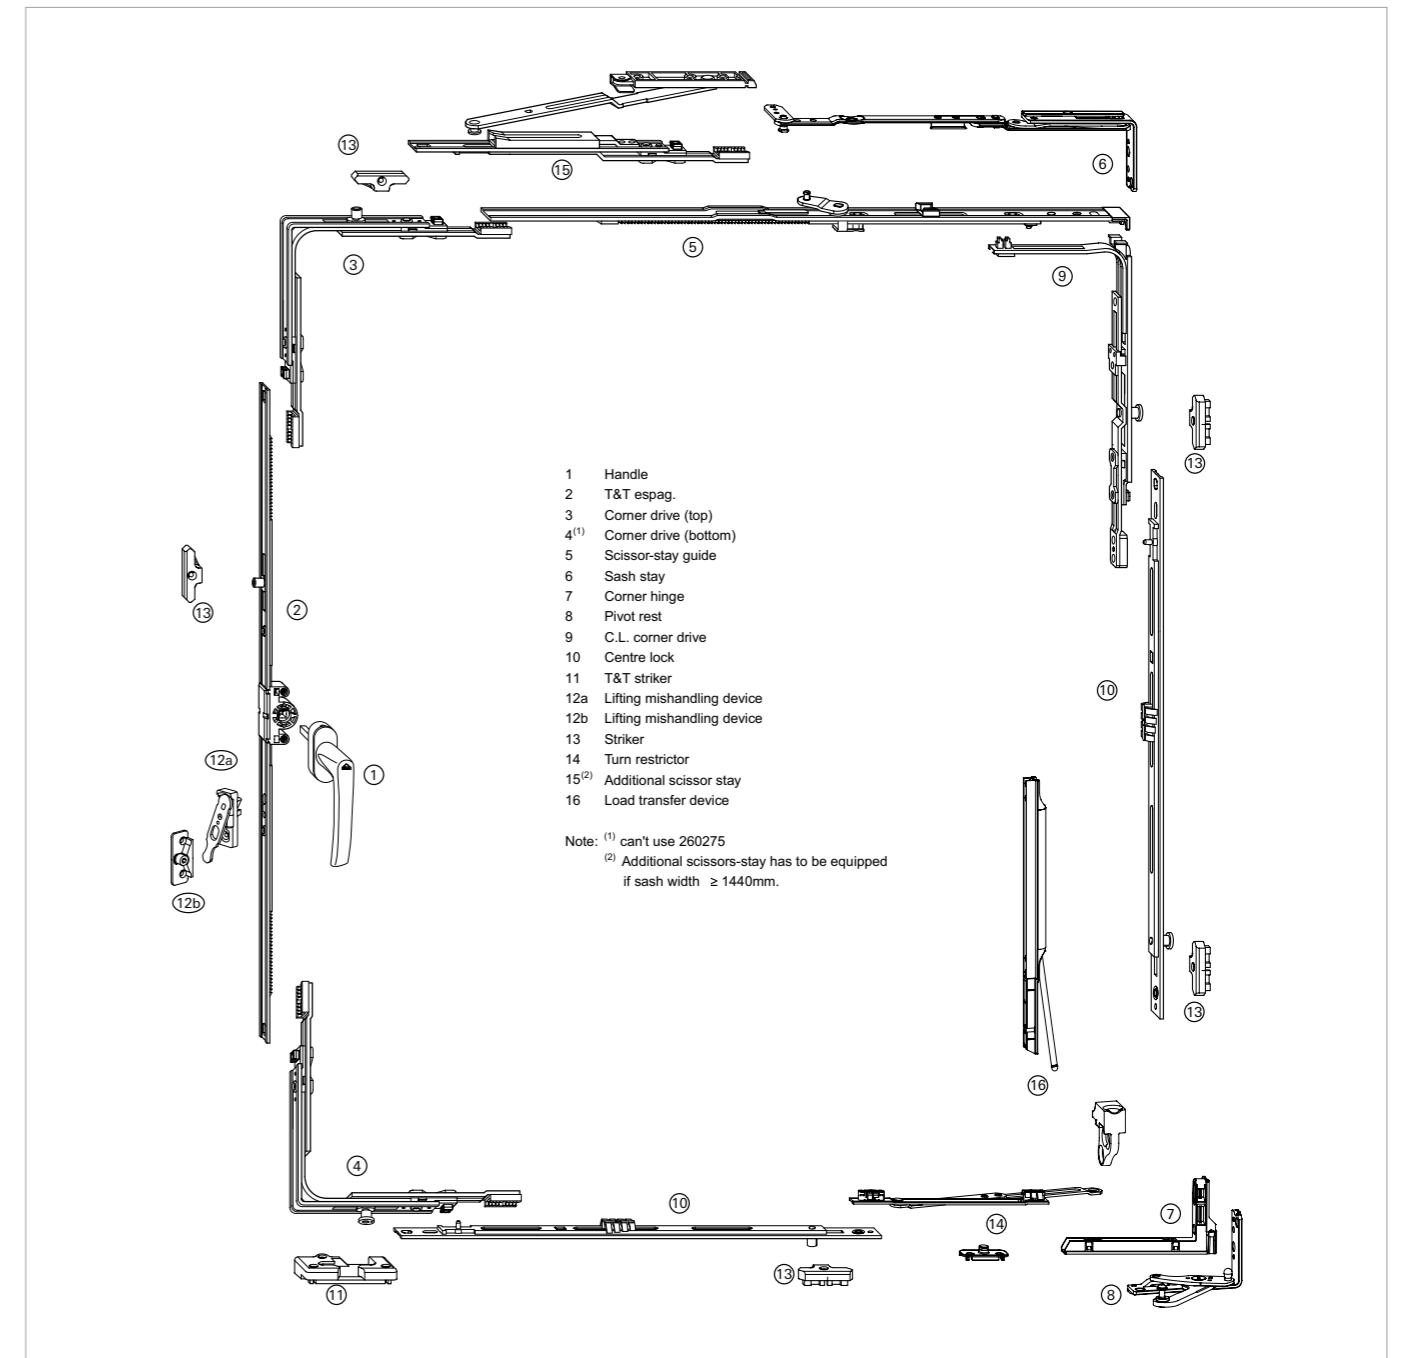 13
15
6
5
3
9
13
1 Handle
2 T&T espag.
3 Corner drive (top)
4(1) Corner drive (bottom)
5 Scissor-stay guide
6 Sash stay
7 Corner hinge
8 Pivot rest
9 C.L. corner drive
10 Centre lock
11 T&T striker
12a Lifting mishandling device
12b Lifting mishandling device
13 Striker
14 Turn restrictor
15(2) Additional scissor stay
16 Load transfer device
Note: (1) can't use 260275
(2) Additional scissors-stay has to be equipped
if sash width ≥ 1440mm.
13
2
10
12a
1
12b
13
16
4
10
14
7
11
13
8